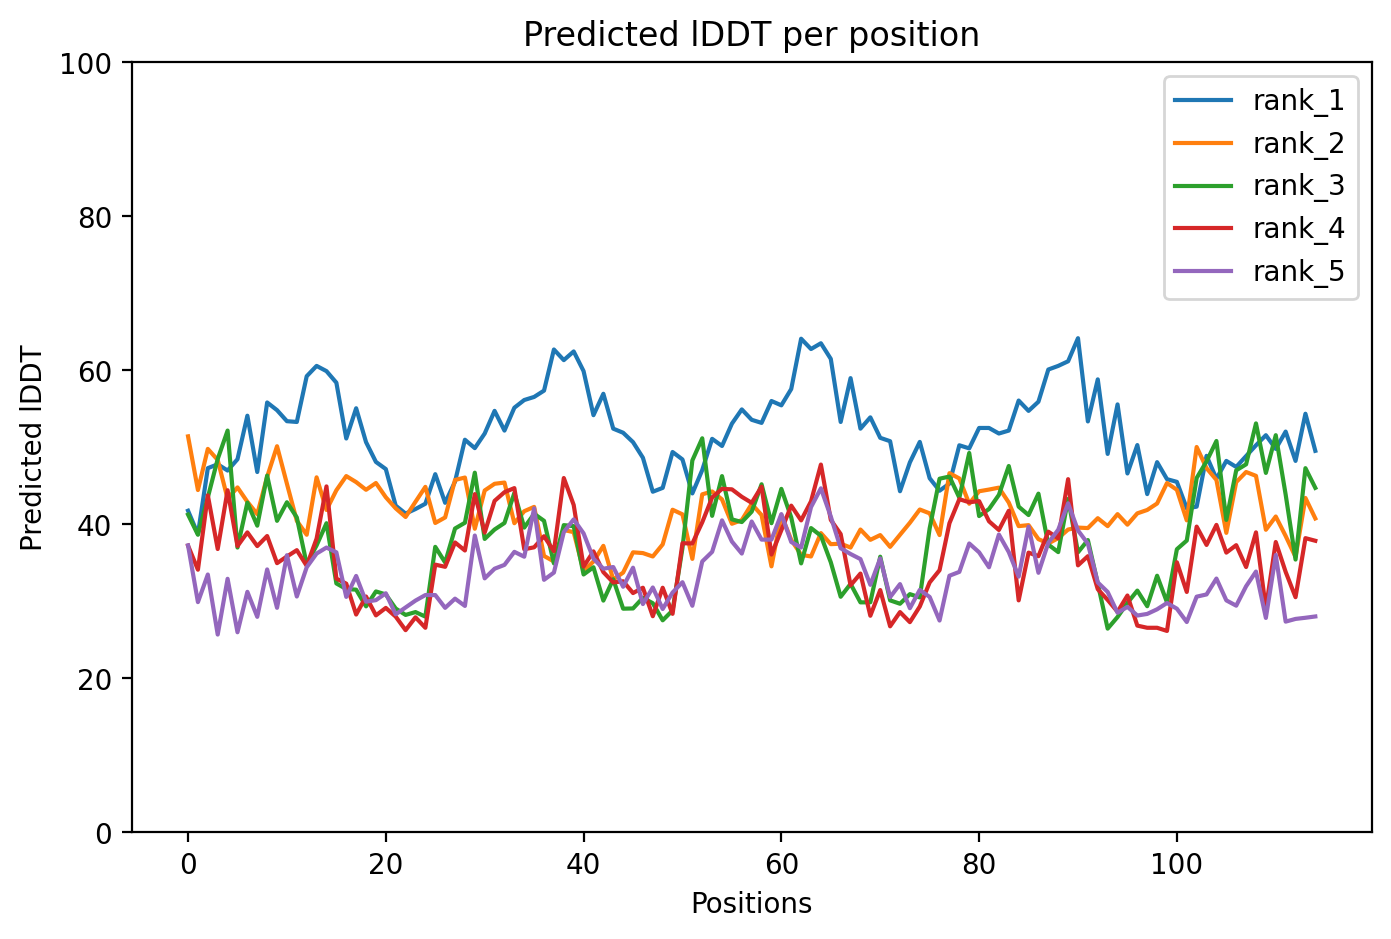 Predicted lDDT per position
100
80
60
40
20
0
Predicted lDDT
0 20 40 60 80 100
Positions
rank_1
rank_2
rank_3
rank_4
rank_5